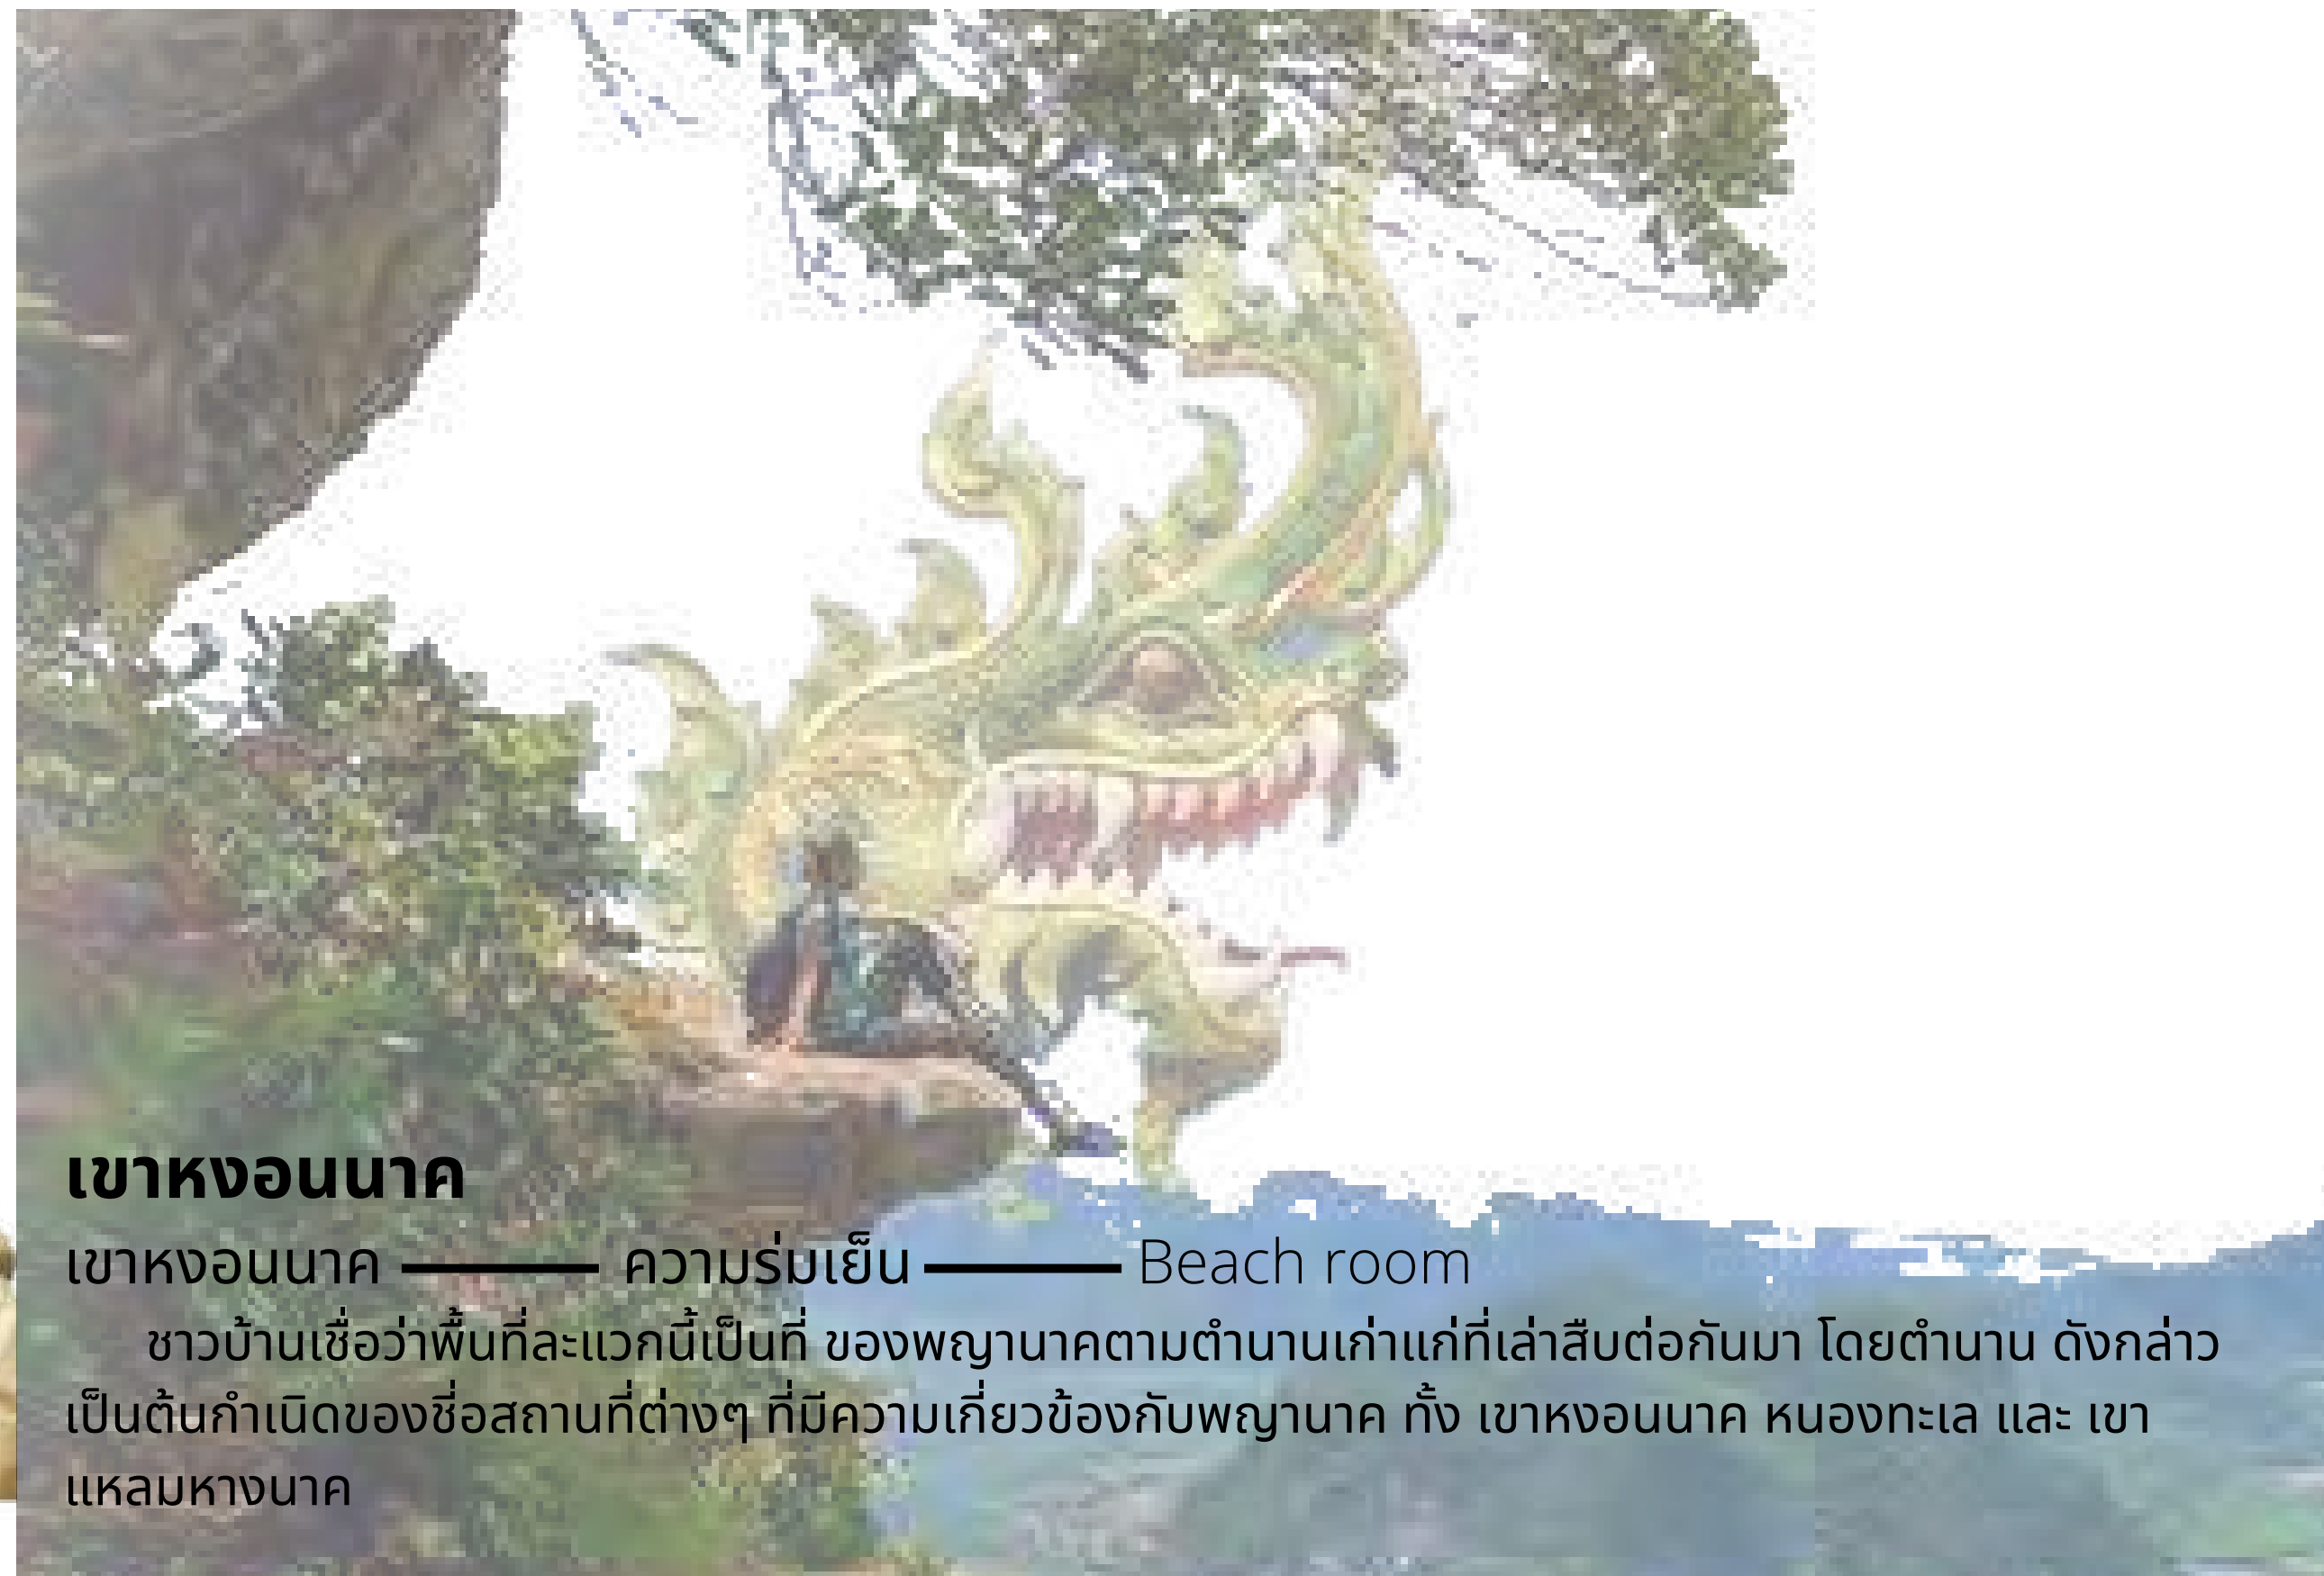 เขาหงอนนาค
เขาหงอนนาค ความร่มเย็น Beach room
ชาวบ้านเชื่อว่าพื้นที่ละแวกนี้เป็นที่ ของพญานาคตามตำนานเก่าแก่ที่เล่าสืบต่อกันมา โดยตำนาน ดังกล่าว
เป็นต้นกำเนิดของชื่อสถานที่ต่างๆ ที่มีความเกี่ยวข้องกับพญานาค ทั้ง เขาหงอนนาค หนองทะเล และ เขา
แหลมหางนาค